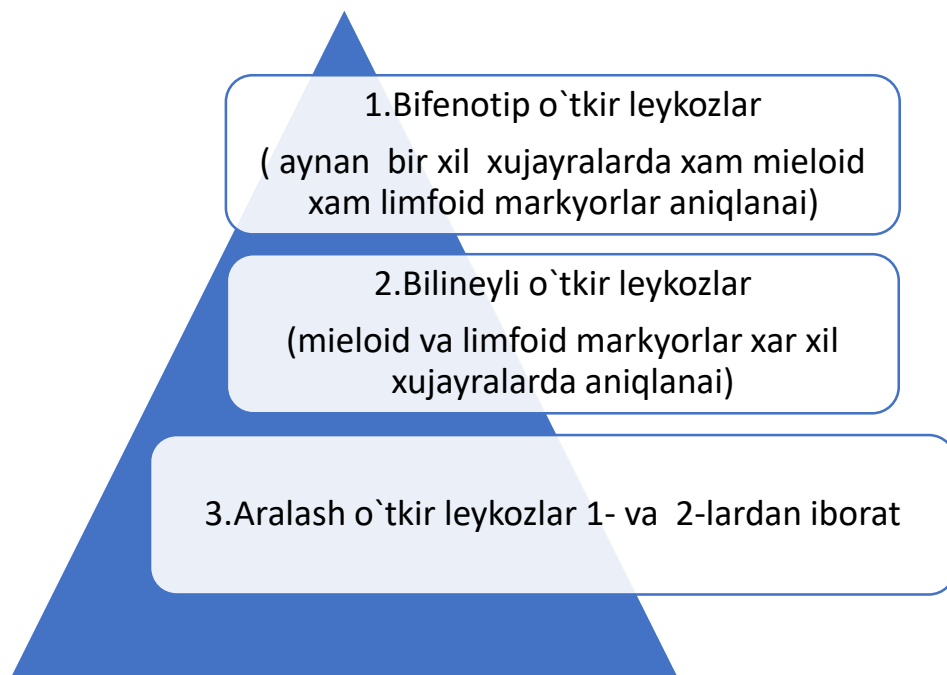 1.Bifenotip o`tkir leykozlar
( aynan bir xil xujayralarda xam mieloid
xam limfoid markyorlar aniqlanai)
2.Bilineyli o`tkir leykozlar
(mieloid va limfoid markyorlar xar xil
xujayralarda aniqlanai)
3.Aralash o`tkir leykozlar 1- va 2-lardan iborat